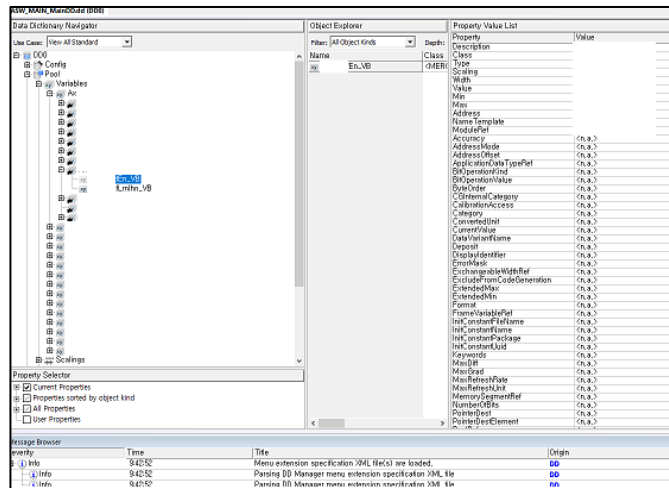 ASW_MAIN_MainDD.dd (DD0)
Data Dictionary Navigator
Use Case: View All Standard
DD0
Config
Pool
Variables
Ax
En_VB
fLrnIhn_VB
Scalings
Property Selector
Current Properties
Properties sorted by object kind
All Properties
User Properties
Object Explorer
Filter: All Object Kinds Depth:
Name Class
En_VB <MERG
Property Value List
Property Value
Description
Class
Type
Scaling
Width
Value
Min
Max
Address
NameTemplate
ModuleRef
Accuracy <n.a.>
AddressMode <n.a.>
AddressOffset <n.a.>
ApplicationDataTypeRef <n.a.>
BitOperationKind <n.a.>
BitOperationValue <n.a.>
ByteOrder <n.a.>
CGInternalCategory <n.a.>
CalibrationAccess <n.a.>
Category <n.a.>
ConvertedUnit <n.a.>
CurrentValue <n.a.>
DataVariantName <n.a.>
Deposit <n.a.>
DisplayIdentifier <n.a.>
ErrorMask <n.a.>
ExchangeableWidthRef <n.a.>
ExcludeFromCodeGeneration <n.a.>
ExtendedMax <n.a.>
ExtendedMin <n.a.>
Format <n.a.>
FrameVariableRef <n.a.>
InitConstantFileName <n.a.>
InitConstantName <n.a.>
InitConstantPackage <n.a.>
InitConstantUuid <n.a.>
Keywords <n.a.>
MaxDiff <n.a.>
MaxGrad <n.a.>
MaxRefreshRate <n.a.>
MaxRefreshUnit <n.a.>
MemorySegmentRef <n.a.>
NumberOfBits <n.a.>
PointerDest <n.a.>
PointerDestElement <n.a.>
Message Browser
everity Time Title Origin
Info 9:42:52 Menu extension specification XML file(s) are loaded. DD
Info 9:42:52 Parsing DD Manager menu extension specification XML file DD
Info 9:42:52 Parsing DD Manager menu extension specification XML file DD